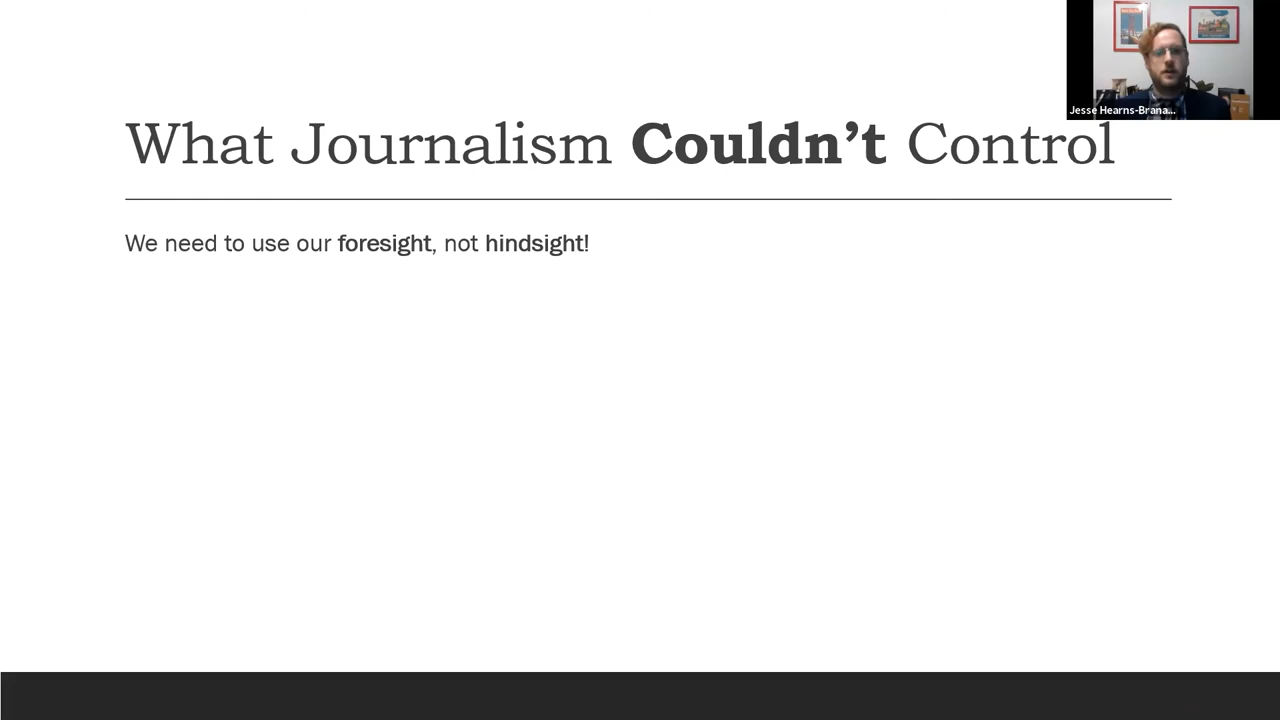 Jesse Hearns-Brana...
What Journalism Couldn’t Control
We need to use our foresight, not hindsight!